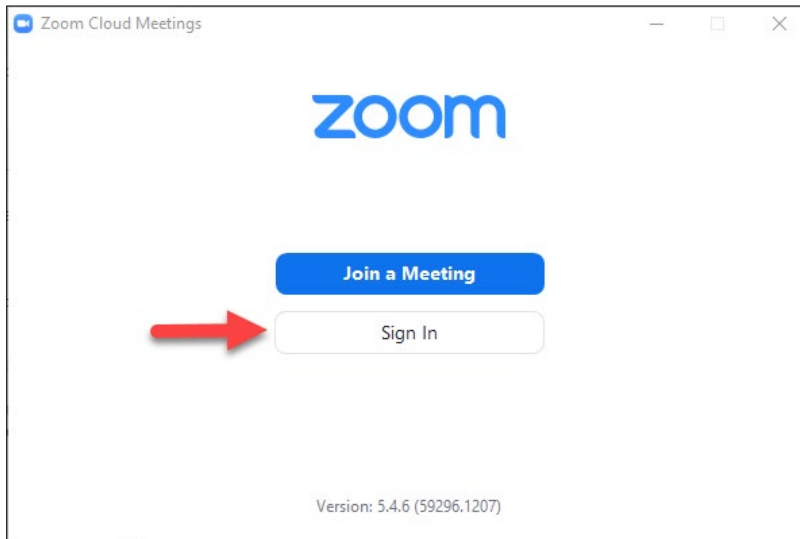 Zoom Cloud Meetings
zoom
Join a Meeting
Sign In
Version: 5.4.6 (59296.1207)